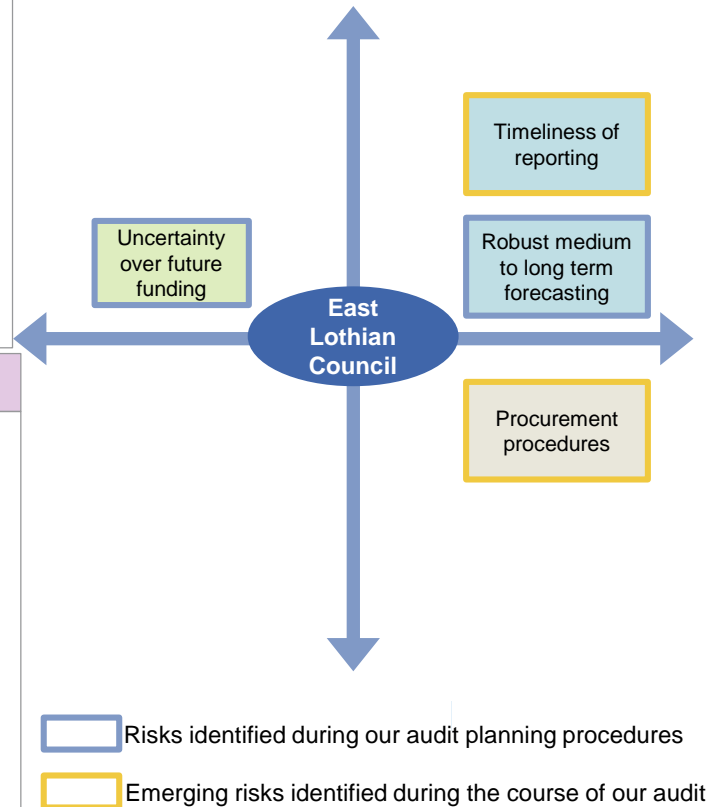 Timeliness of
reporting
Uncertainty
over future
funding
Robust medium
to long term
forecasting
East
Lothian
Council
Procurement
procedures
Risks identified during our audit planning procedures
Emerging risks identified during the course of our audit